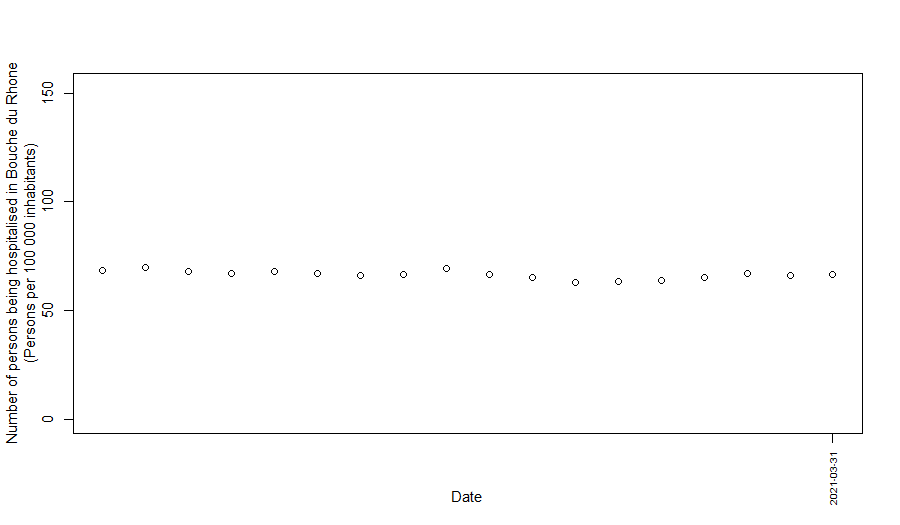 Number of persons being hospitalised in Bouche du Rhone
(Persons per 100 000 inhabitants)
150
100
50
0
2021-03-31
Date